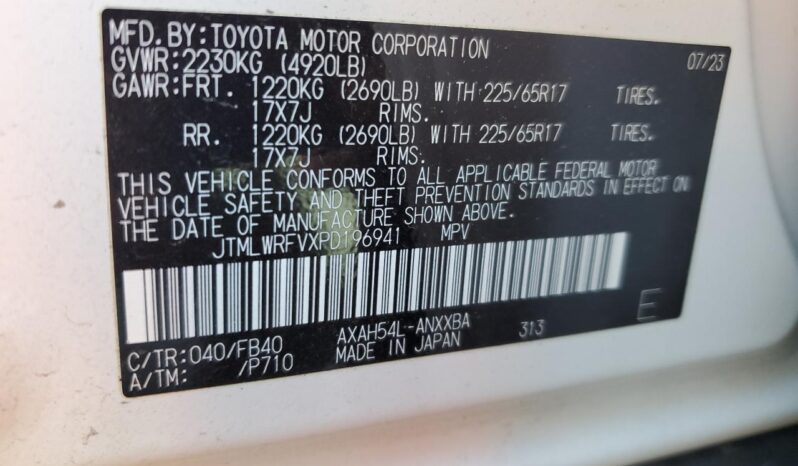 MFD. BY: TOYOTA MOTOR CORPORATION 07/23
GVWR: 2230KG (4920LB)
GAWR: FRT. 1220KG (2690LB) WITH 225/65R17 TIRES.
17X7J RIMS.
RR. 1220KG (2690LB) WITH 225/65R17 TIRES.
17X7J RIMS.
THIS VEHICLE CONFORMS TO ALL APPLICABLE FEDERAL MOTOR
VEHICLE SAFETY AND THEFT PREVENTION STANDARDS IN EFFECT ON
THE DATE OF MANUFACTURE SHOWN ABOVE.
JTMLWRFVXPD196941 MPV
C/TR: 040/FB40 AXAH54L-ANXXBA 313 E
A/TM: /P710 MADE IN JAPAN